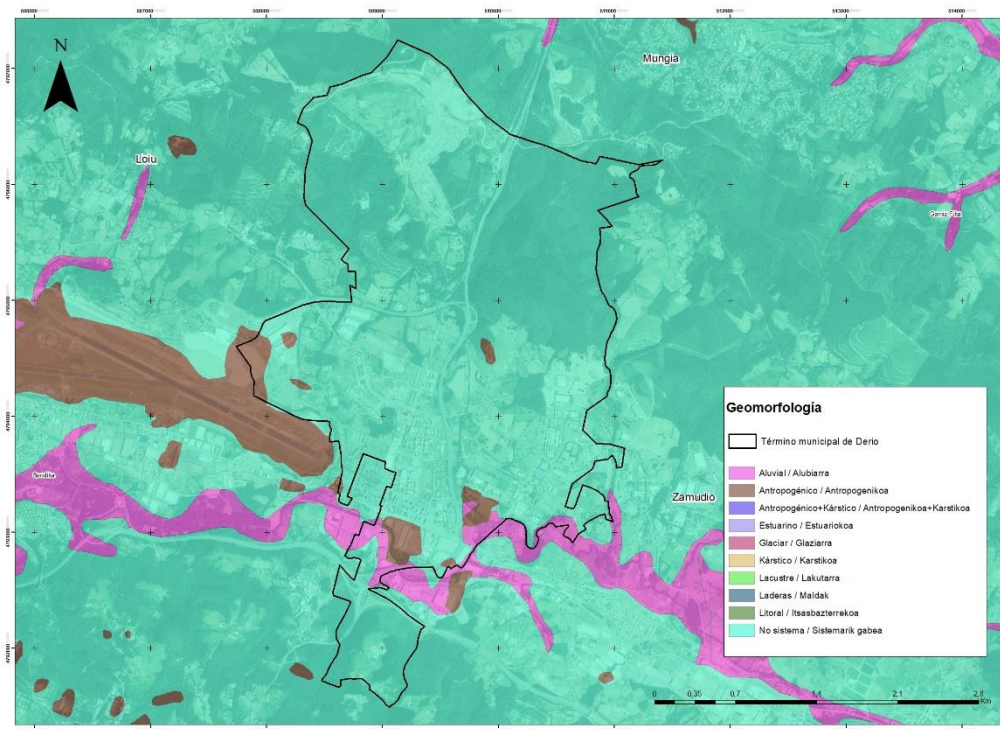 N
Mungia
Loiu
Zamudio
Geomorfología
Término municipal de Derio
Aluvial / Alubiarra
Antropogénico / Antropogenikoa
Antropogénico+Kárstico / Antropogenikoa+Karstikoa
Estuarino / Estuariokoa
Glaciar / Glaziarra
Kárstico / Karstikoa
Lacustre / Lakutarra
Laderas / Maldak
Litoral / Itsasbazterrekoa
No sistema / Sistemarik gabea
0 0,35 0,7 1,4 2,1 2,8
Km